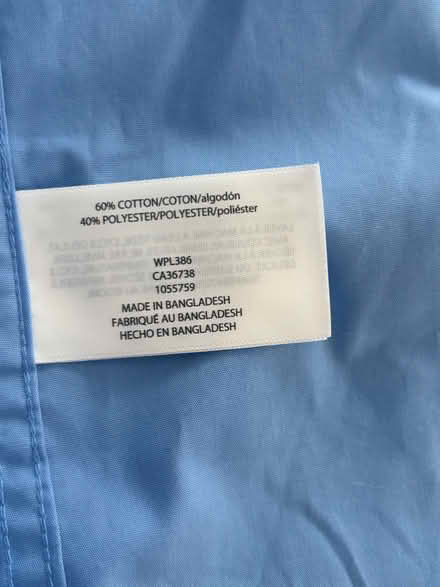 60% COTTON/COTON/algodón
40% POLYESTER/POLYESTER/poliéster
WPL386
CA36738
1055759
MADE IN BANGLADESH
FABRIQUÉ AU BANGLADESH
HECHO EN BANGLADESH